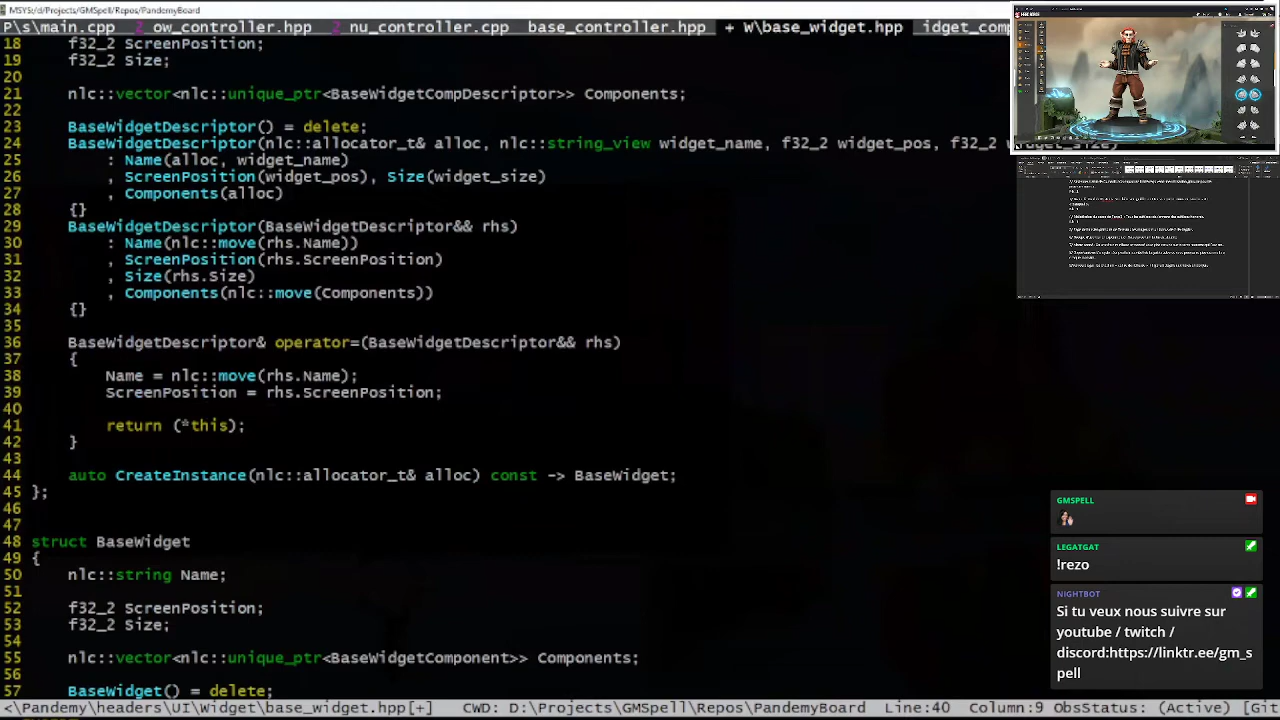 MSYS:/d/Projects/GMSpell/Repos/PandemyBoard
P\s\main.cpp  2 ow_controller.hpp  2 nu_controller.cpp  base_controller.hpp  + W\base_widget.hpp  idget_comp
18 f32_2 ScreenPosition;
19 f32_2 Size;
20
21 nlc::vector<nlc::unique_ptr<BaseWidgetCompDescriptor>> Components;
22
23 BaseWidgetDescriptor() = delete;
24 BaseWidgetDescriptor(nlc::allocator_t& alloc, nlc::string_view widget_name, f32_2 widget_pos, f32_2 widget_size)
25 : Name(alloc, widget_name)
26 , ScreenPosition(widget_pos), Size(widget_size)
27 , Components(alloc)
28 {}
29 BaseWidgetDescriptor(BaseWidgetDescriptor&& rhs)
30 : Name(nlc::move(rhs.Name))
31 , ScreenPosition(rhs.ScreenPosition)
32 , Size(rhs.Size)
33 , Components(nlc::move(Components))
34 {}
35
36 BaseWidgetDescriptor& operator=(BaseWidgetDescriptor&& rhs)
37 {
38 Name = nlc::move(rhs.Name);
39 ScreenPosition = rhs.ScreenPosition;
40
41 return (*this);
42 }
43
44 auto CreateInstance(nlc::allocator_t& alloc) const -> BaseWidget;
45 };
46
47
48 struct BaseWidget
49 {
50 nlc::string Name;
51
52 f32_2 ScreenPosition;
53 f32_2 Size;
54
55 nlc::vector<nlc::unique_ptr<BaseWidgetComponent>> Components;
56
57 BaseWidget() = delete;
<\Pandemy\headers\UI\Widget\base_widget.hpp[+]  CWD: D:\Projects\GMSpell\Repos\PandemyBoard  Line:40  Column:9  ObsStatus: (Active)  [Git
GMSPELL
LEGATGAT
!rezo
NIGHTBOT
Si tu veux nous suivre sur
youtube / twitch /
discord:https://linktr.ee/gm_s
pell